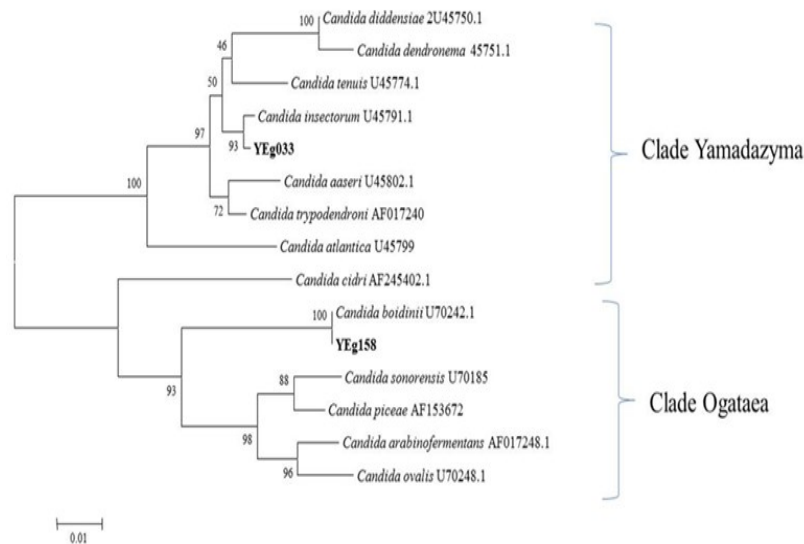 Candida diddensiae 2U45750.1
100
Candida dendronema 45751.1
46
Candida tenuis U45774.1
50
Candida insectorum U45791.1
97
93
YEg033
Clade Yamadazyma
Candida aaseri U45802.1
100
72
Candida trypodendroni AF017240
Candida atlantica U45799
Candida cidri AF245402.1
Candida boidinii U70242.1
100
YEg158
93
88
Candida sonorensis U70185
Candida piceae AF153672
Clade Ogataea
98
Candida arabinofermentans AF017248.1
96
Candida ovalis U70248.1
0.01